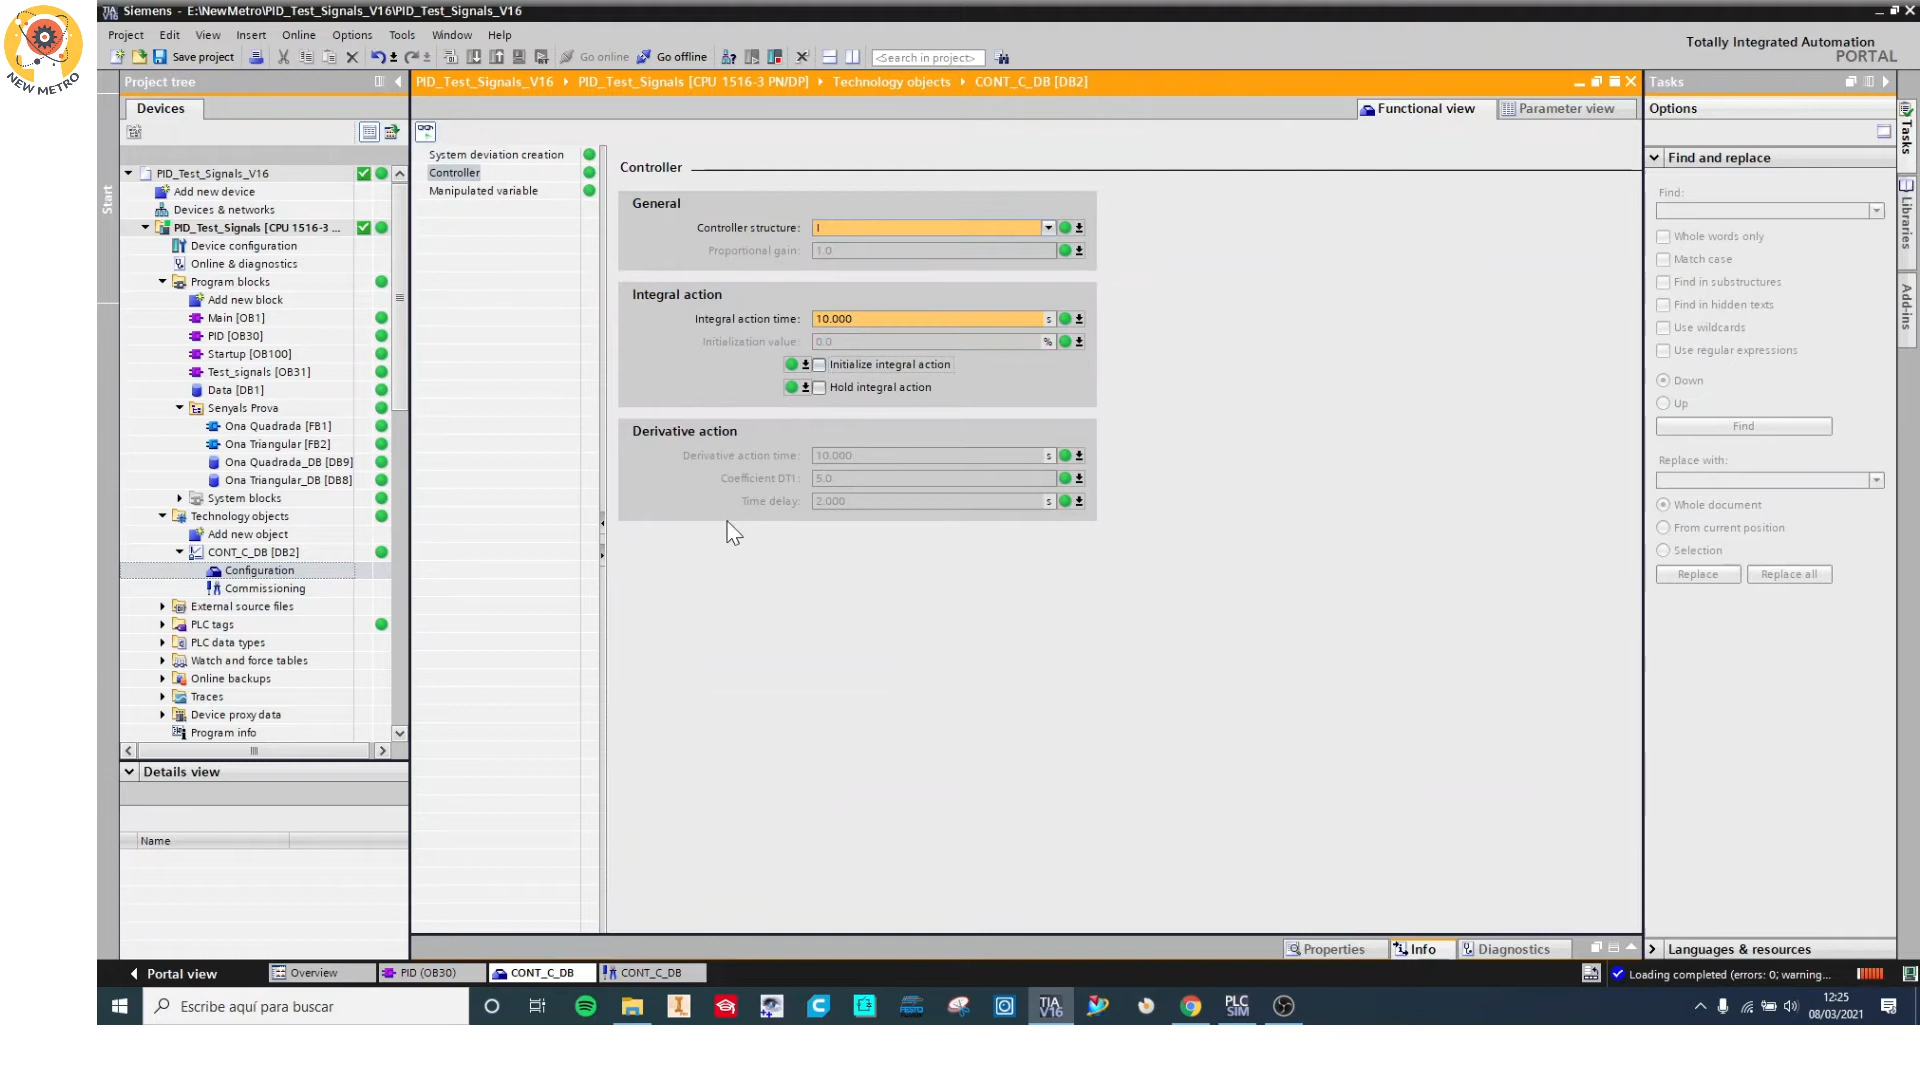 NEW METRO
Siemens - E:\NewMetro\PID_Test_Signals_V16\PID_Test_Signals_V16
Project Edit View Insert Online Options Tools Window Help
Totally Integrated Automation
PORTAL
Save project
Go online
Go offline
<Search in project>
Project tree
PID_Test_Signals_V16 PID_Test_Signals [CPU 1516-3 PN/DP] Technology objects CONT_C_DB [DB2]
Tasks
Devices
Functional view
Parameter view
Options
Start
PID_Test_Signals_V16
Add new device
Devices & networks
PID_Test_Signals [CPU 1516-3 ...
Device configuration
Online & diagnostics
Program blocks
Add new block
Main [OB1]
PID [OB30]
Startup [OB100]
Test_signals [OB31]
Data [DB1]
Senyals Prova
Ona Quadrada [FB1]
Ona Triangular [FB2]
Ona Quadrada_DB [DB9]
Ona Triangular_DB [DB8]
System blocks
Technology objects
Add new object
CONT_C_DB [DB2]
Configuration
Commissioning
External source files
PLC tags
PLC data types
Watch and force tables
Online backups
Traces
Device proxy data
Program info
Details view
Name
System deviation creation
Controller
Manipulated variable
Controller
General
Controller structure: I
Proportional gain: 1.0
Integral action
Integral action time: 10.000 s
Initialization value: 0.0 %
Initialize integral action
Hold integral action
Derivative action
Derivative action time: 10.000 s
Coefficient DT1: 5.0
Time delay: 2.000 s
Find and replace
Find:
Whole words only
Match case
Find in substructures
Find in hidden texts
Use wildcards
Use regular expressions
Down
Up
Find
Replace with:
Whole document
From current position
Selection
Replace
Replace all
Languages & resources
Tasks
Libraries
Add-ins
Properties
Info
Diagnostics
Portal view
Overview
PID (OB30)
CONT_C_DB
CONT_C_DB
Loading completed (errors: 0; warning...
Escribe aquí para buscar
FESTO
TIA
V16
PLC
SIM
12:25
08/03/2021